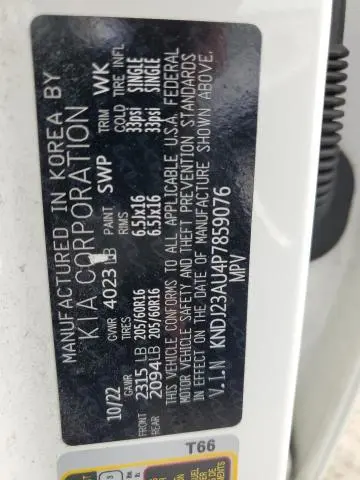 MANUFACTURED IN KOREA BY
KIA CORPORATION
10/22 GVWR 4023 LB PAINT SWP TRIM WK
GAWR TIRES RIMS COLD TIRE INFL
FRONT 2315 LB 205/60R16 6.5Jx16 33psi SINGLE
REAR 2094 LB 205/60R16 6.5Jx16 33psi SINGLE
THIS VEHICLE CONFORMS TO ALL APPLICABLE U.S.A. FEDERAL
MOTOR VEHICLE SAFETY AND THEFT PREVENTION STANDARDS
IN EFFECT ON THE DATE OF MANUFACTURE SHOWN ABOVE.
V.I.N KNDJ23AU4P7859076
MPV
T66